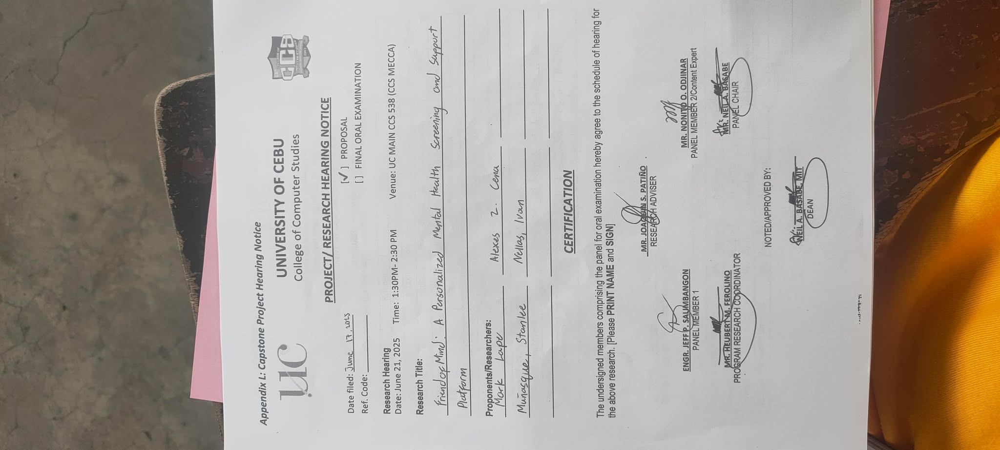 Appendix L: Capstone Project Hearing Notice
UC
UNIVERSITY OF CEBU
College of Computer Studies
CCS
PROJECT/ RESEARCH HEARING NOTICE
Date filed: June 17, 2025
[✓] PROPOSAL
Ref. Code:
[ ] FINAL ORAL EXAMINATION
Research Hearing
Date: June 21, 2025 Time: 1:30PM- 2:30 PM Venue: UC MAIN CCS 538 (CCS MECCA)
Research Title:
Friend of Mind: A Personalized Mental Health Screening and Support
Platform
Proponents/Researchers:
Mark Lape Alexes Z. Cena
Muñasque, Stanlee Nellas, Ivan
CERTIFICATION
The undersigned members comprising the panel for oral examination hereby agree to the schedule of hearing for
the above research. [Please PRINT NAME and SIGN]
MR. JOAQUIN S. PATIÑO
RESEARCH ADVISER
ENGR. JEFF P. SALIMBANGON MR. NONITO O. ODJINAR
PANEL MEMBER 1 PANEL MEMBER 2/Content Expert
MR. HEUBERT M. FEROLINO MR. NEIL A. BASABE
PROGRAM RESEARCH COORDINATOR PANEL CHAIR
NOTED/APPROVED BY:
NEIL A. BASABE, MIT
DEAN